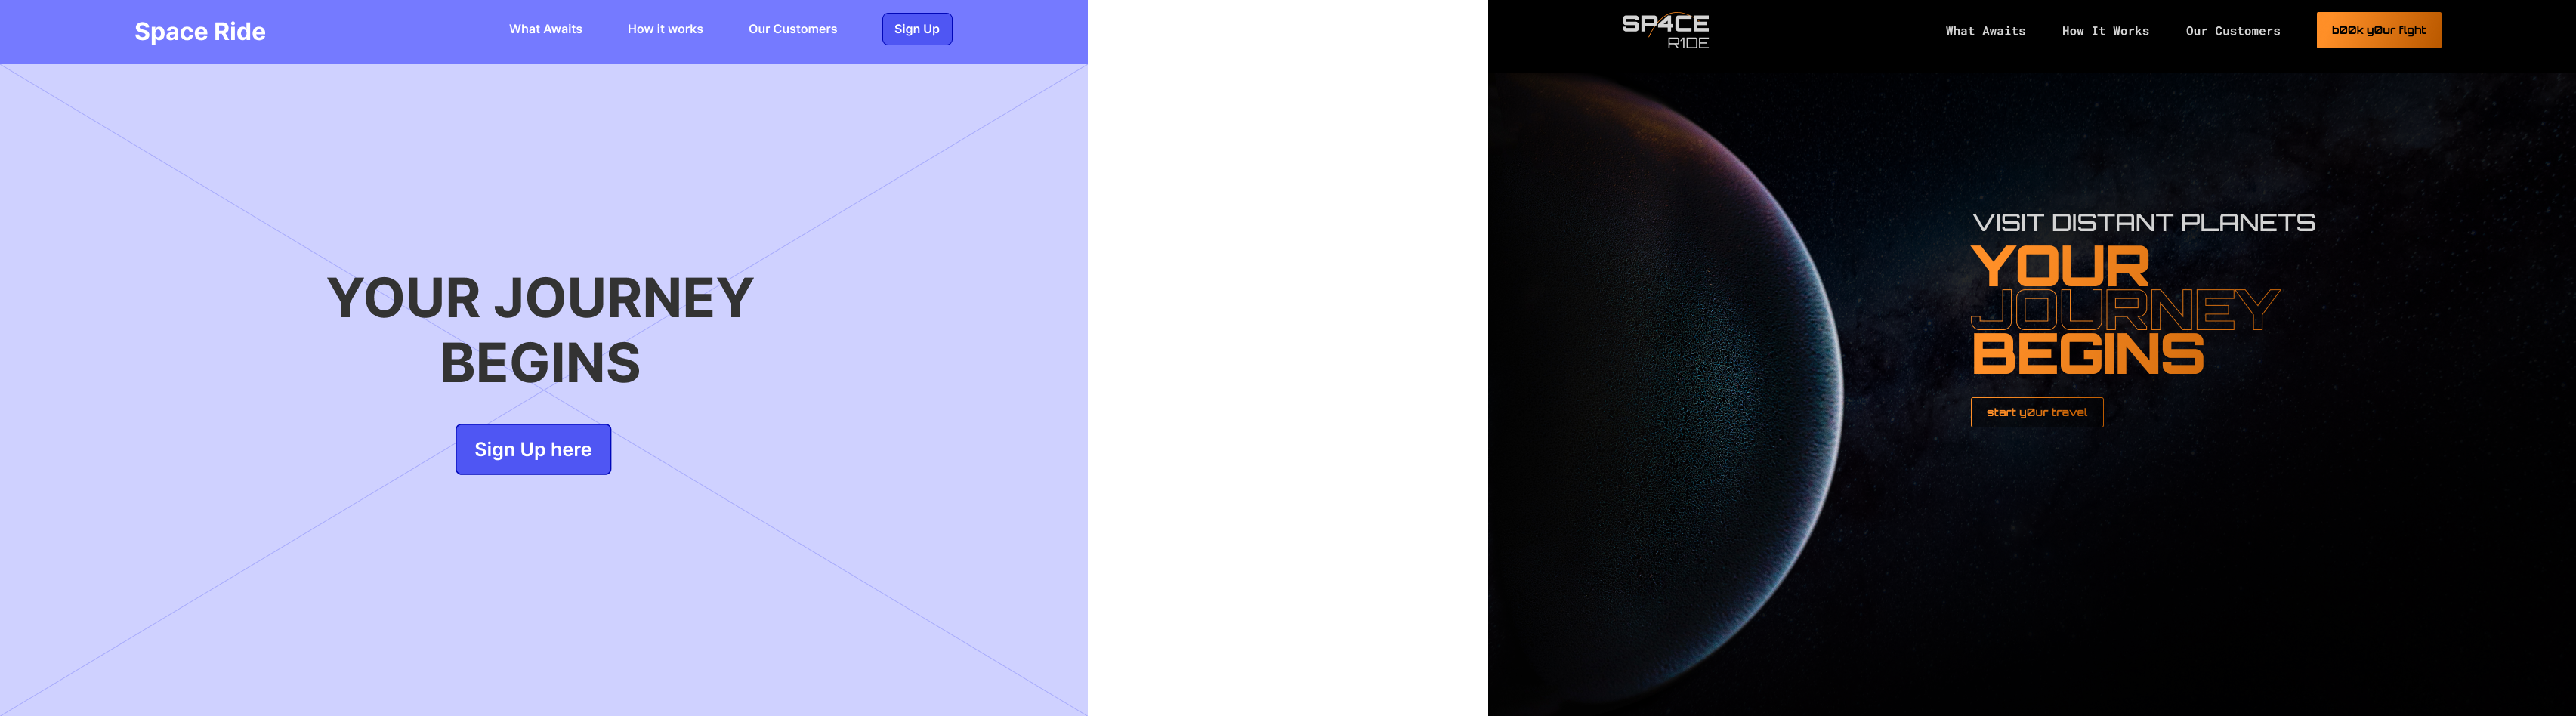 Space Ride
What Awaits
How it works
Our Customers
Sign Up
YOUR JOURNEY
BEGINS
Sign Up here
SP4CE
R1DE
What Awaits
How It Works
Our Customers
b00k y0ur fl1ght
VISIT DISTANT PLANETS
YOUR
JOURNEY
BEGINS
start y0ur travel